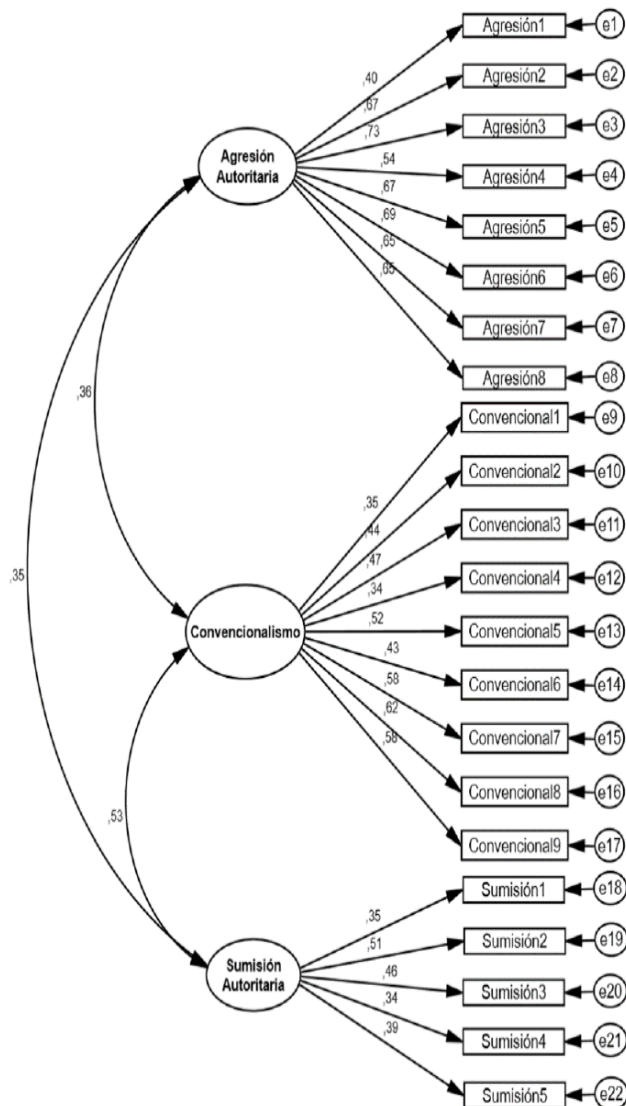 Agresión1 e1
,40
Agresión2 e2
,67
Agresión3 e3
,73
Agresión
Autoritaria
,54
Agresión4 e4
,67
Agresión5 e5
,69
Agresión6 e6
,65
Agresión7 e7
,65
Agresión8 e8
,36
Convencional1 e9
,35
Convencional2 e10
,44
Convencional3 e11
,47
Convencional4 e12
,34
,35
,52
Convencionalismo
Convencional5 e13
,43
Convencional6 e14
,58
Convencional7 e15
,62
Convencional8 e16
,58
,53
Convencional9 e17
Sumisión1 e18
,35
Sumisión2 e19
,51
Sumisión
Autoritaria
,46
Sumisión3 e20
,34
Sumisión4 e21
,39
Sumisión5 e22